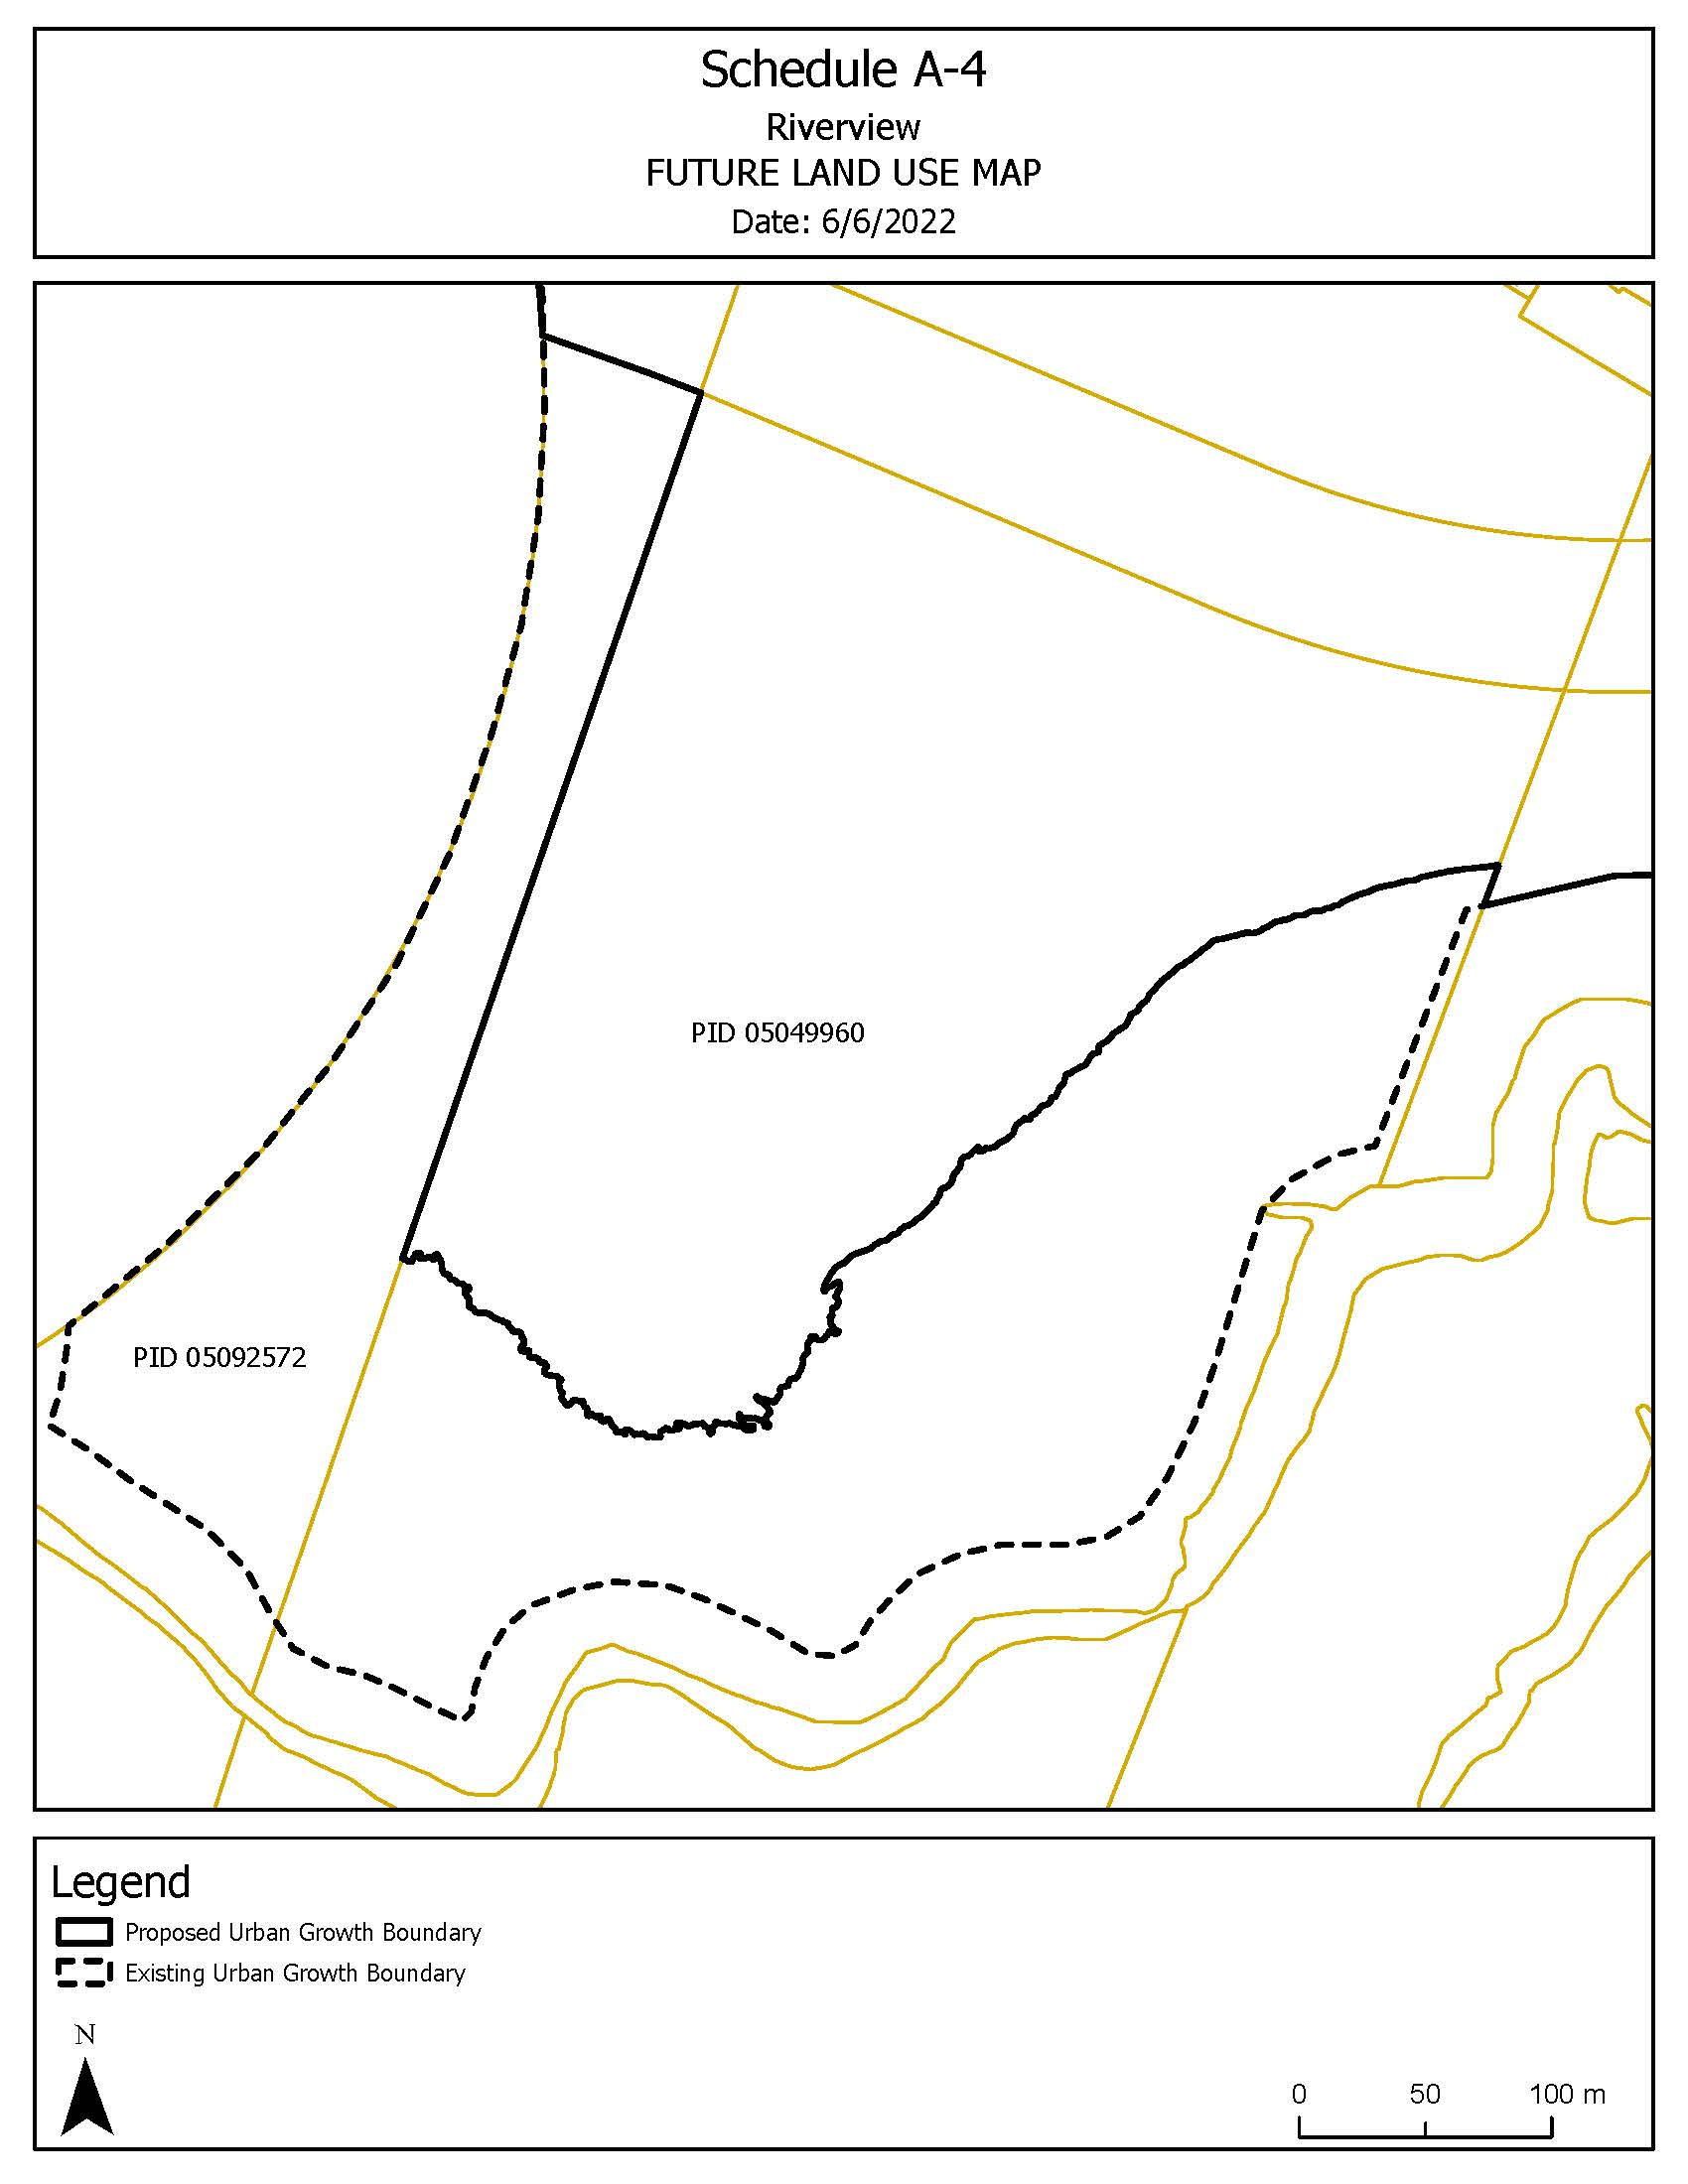 Schedule A-4
Riverview
FUTURE LAND USE MAP
Date: 6/6/2022
PID 05049960
PID 05092572
Legend
Proposed Urban Growth Boundary
Existing Urban Growth Boundary
N
0 50 100 m